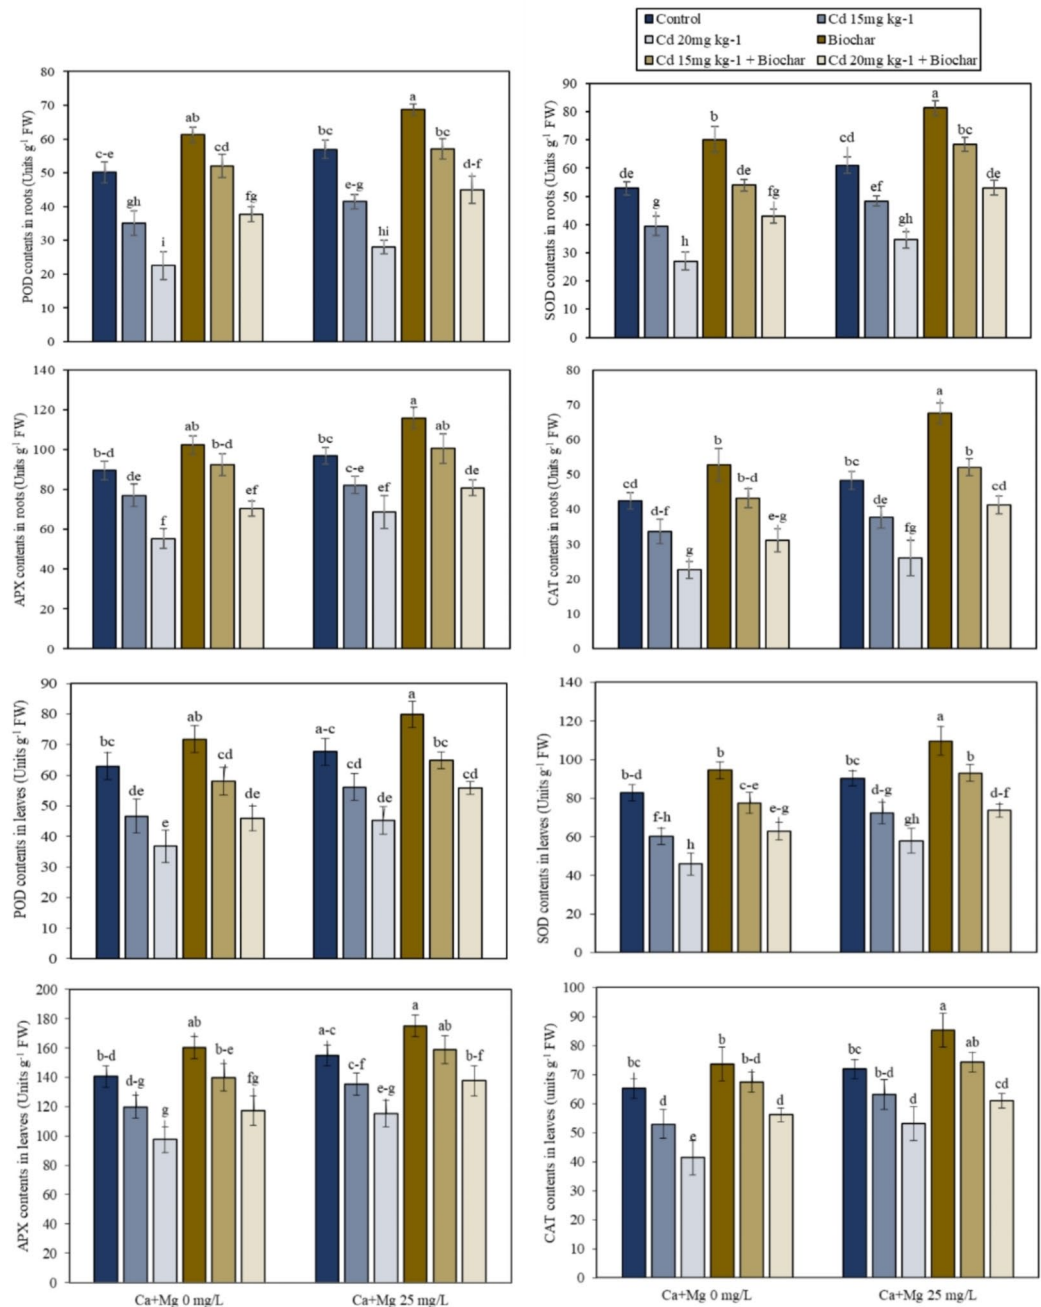 Control
Cd 15mg kg-1
Cd 20mg kg-1
Biochar
Cd 15mg kg-1 + Biochar
Cd 20mg kg-1 + Biochar
POD contents in roots (Units g-1 FW)
80
70
60
50
40
30
20
10
0
c-e
gh
i
ab
cd
fg
bc
e-g
hi
a
bc
d-f
SOD contents in roots (Units g-1 FW)
90
80
70
60
50
40
30
20
10
0
de
g
h
b
de
fg
cd
ef
gh
a
bc
de
APX contents in roots (Units g-1 FW)
140
120
100
80
60
40
20
0
b-d
de
f
ab
b-d
ef
bc
c-e
ef
a
ab
de
CAT contents in roots (Units g-1 FW)
80
70
60
50
40
30
20
10
0
cd
d-f
g
b
b-d
e-g
bc
de
fg
a
b
cd
POD contents in leaves (Units g-1 FW)
90
80
70
60
50
40
30
20
10
0
bc
de
e
ab
cd
de
a-c
cd
de
a
bc
cd
SOD contents in leaves (Units g-1 FW)
140
120
100
80
60
40
20
0
b-d
f-h
h
b
c-e
e-g
bc
d-g
gh
a
b
d-f
APX contents in leaves (Units g-1 FW)
200
180
160
140
120
100
80
60
40
20
0
b-d
d-g
g
ab
b-e
fg
a-c
c-f
e-g
a
ab
b-f
Ca+Mg 0 mg/L
Ca+Mg 25 mg/L
CAT contents in leaves (units g-1 FW)
100
90
80
70
60
50
40
30
20
10
0
bc
d
e
b
b-d
d
bc
b-d
d
a
ab
cd
Ca+Mg 0 mg/L
Ca+Mg 25 mg/L